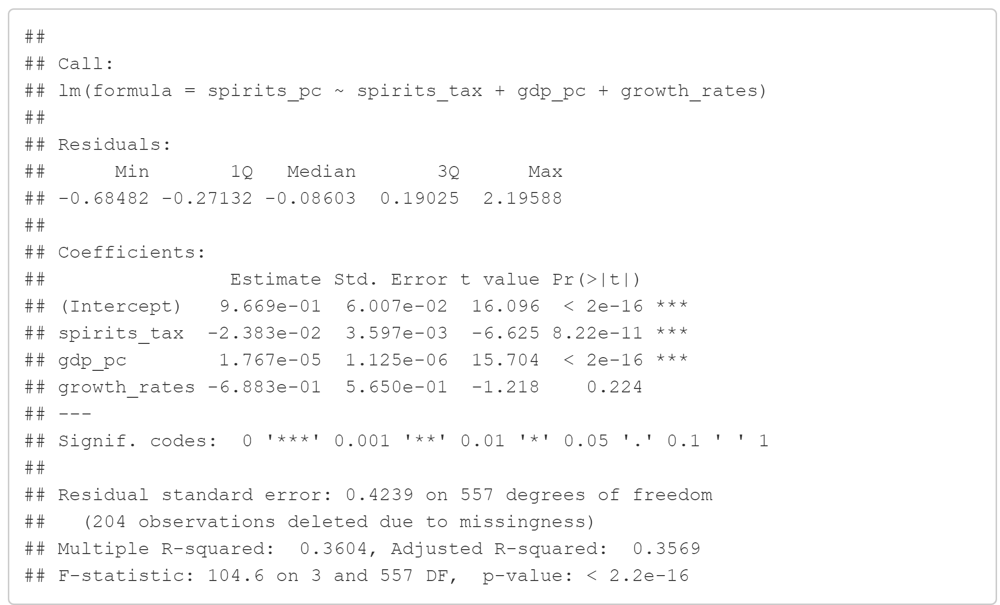 ##
## Call:
## lm(formula = spirits_pc ~ spirits_tax + gdp_pc + growth_rates)
##
## Residuals:
##      Min       1Q   Median       3Q      Max
## -0.68482 -0.27132 -0.08603  0.19025  2.19588
##
## Coefficients:
##                Estimate Std. Error t value Pr(>|t|)
## (Intercept)   9.669e-01  6.007e-02  16.096  < 2e-16 ***
## spirits_tax  -2.383e-02  3.597e-03  -6.625 8.22e-11 ***
## gdp_pc        1.767e-05  1.125e-06  15.704  < 2e-16 ***
## growth_rates -6.883e-01  5.650e-01  -1.218    0.224
## ---
## Signif. codes:  0 '***' 0.001 '**' 0.01 '*' 0.05 '.' 0.1 ' ' 1
##
## Residual standard error: 0.4239 on 557 degrees of freedom
##   (204 observations deleted due to missingness)
## Multiple R-squared:  0.3604, Adjusted R-squared:  0.3569
## F-statistic: 104.6 on 3 and 557 DF,  p-value: < 2.2e-16